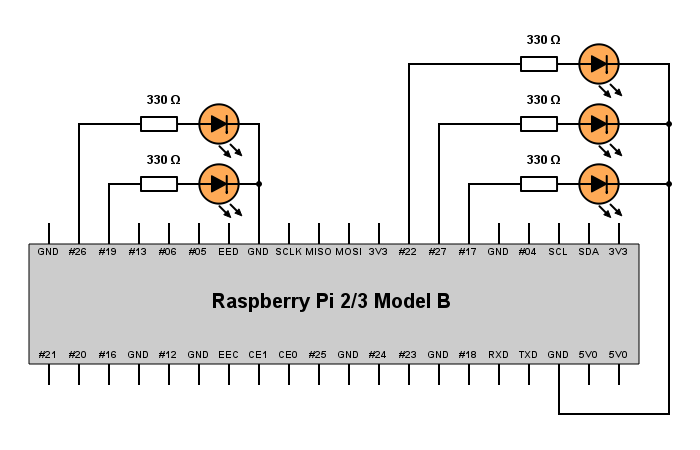 330 Ω
330 Ω
330 Ω
330 Ω
330 Ω
GND #26 #19 #13 #06 #05 EED GND SCLK MISO MOSI 3V3 #22 #27 #17 GND #04 SCL SDA 3V3
Raspberry Pi 2/3 Model B
#21 #20 #16 GND #12 GND EEC CE1 CE0 #25 GND #24 #23 GND #18 RXD TXD GND 5V0 5V0